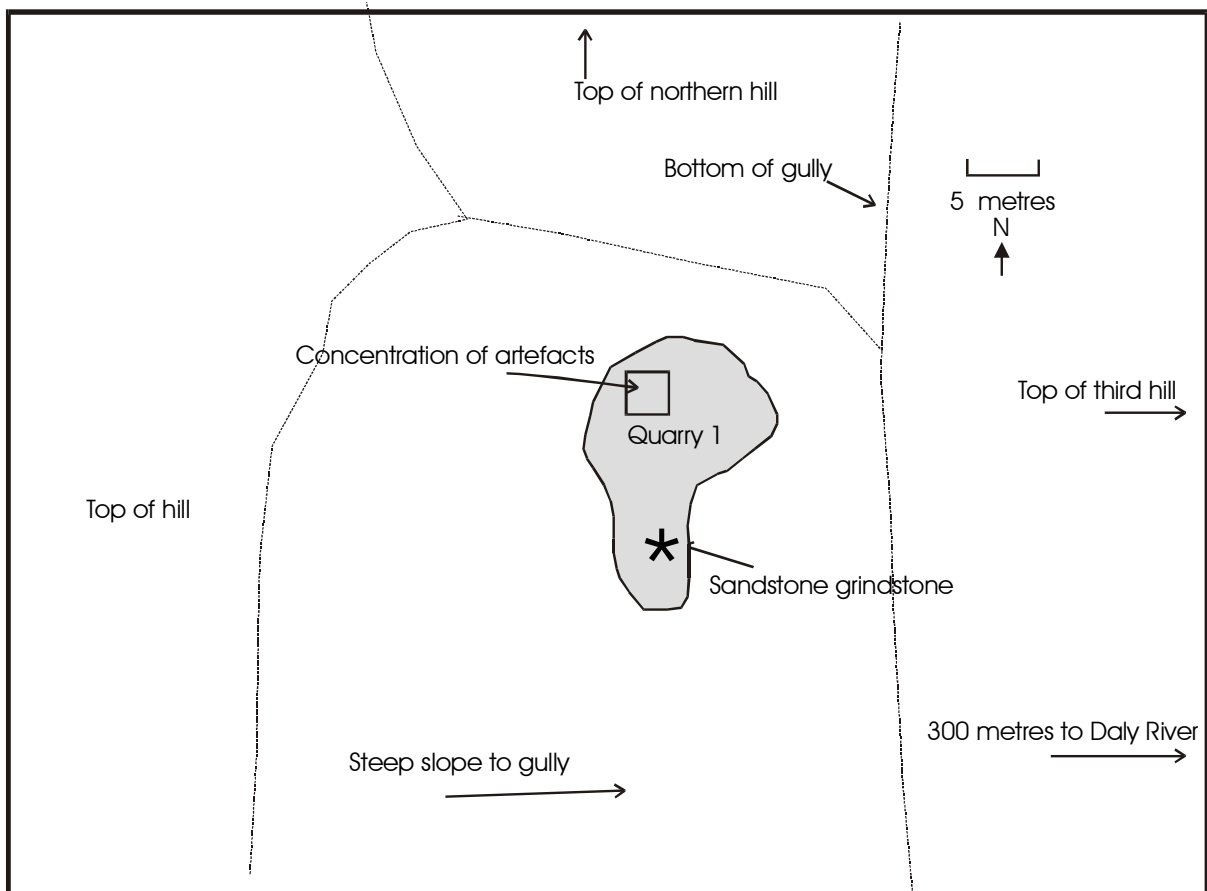 Top of northern hill
Bottom of gully
5 metres
N
Concentration of artefacts
Top of third hill
Quarry 1
Top of hill
Sandstone grindstone
300 metres to Daly River
Steep slope to gully